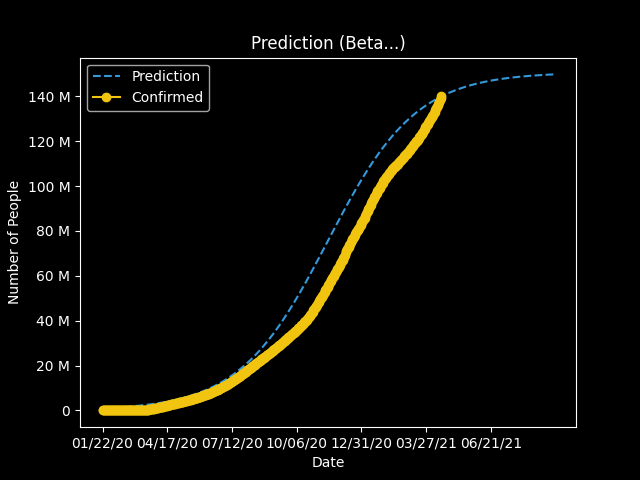 Prediction (Beta...)
Prediction
Confirmed
140 M
120 M
100 M
80 M
60 M
40 M
20 M
0
Number of People
01/22/20 04/17/20 07/12/20 10/06/20 12/31/20 03/27/21 06/21/21
Date